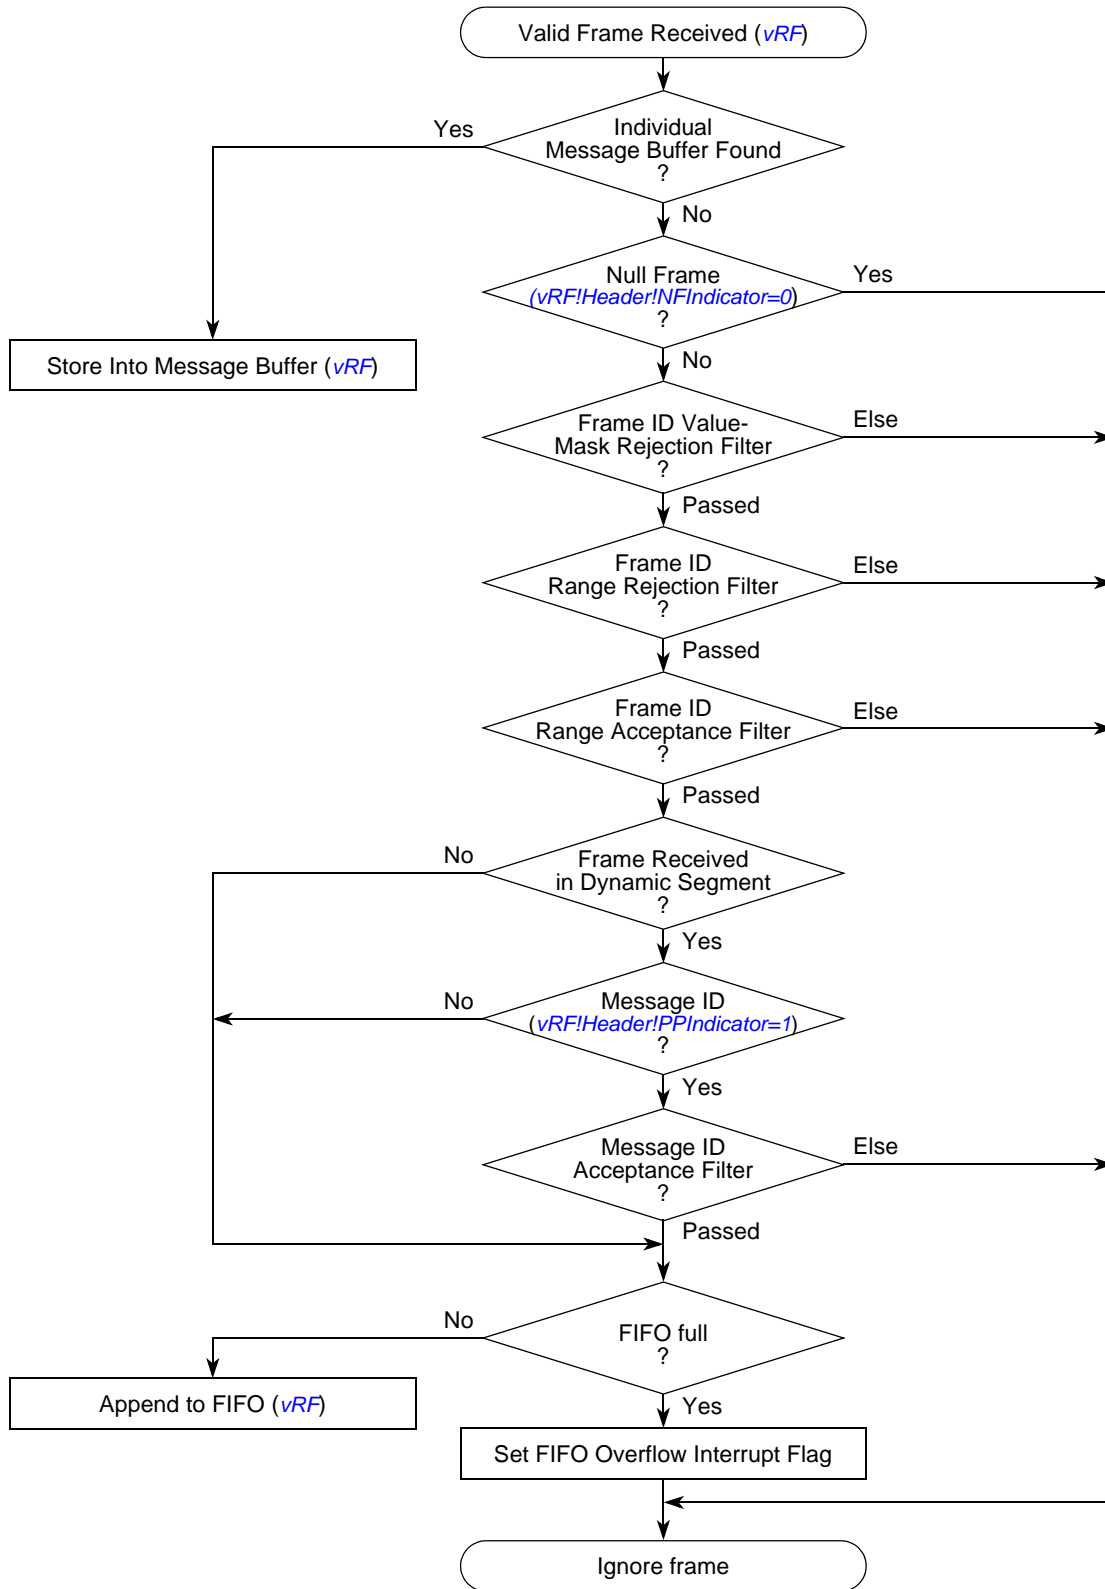 Valid Frame Received (vRF)
Yes
Individual
Message Buffer Found
?
No
Null Frame
(vRF!Header!NFIndicator=0)
?
Yes
Store Into Message Buffer (vRF)
No
Frame ID Value-
Mask Rejection Filter
?
Else
Passed
Frame ID
Range Rejection Filter
?
Else
Passed
Frame ID
Range Acceptance Filter
?
Else
Passed
No
Frame Received
in Dynamic Segment
?
Yes
No
Message ID
(vRF!Header!PPIndicator=1)
?
Yes
Message ID
Acceptance Filter
?
Else
Passed
No
FIFO full
?
Append to FIFO (vRF)
Yes
Set FIFO Overflow Interrupt Flag
Ignore frame